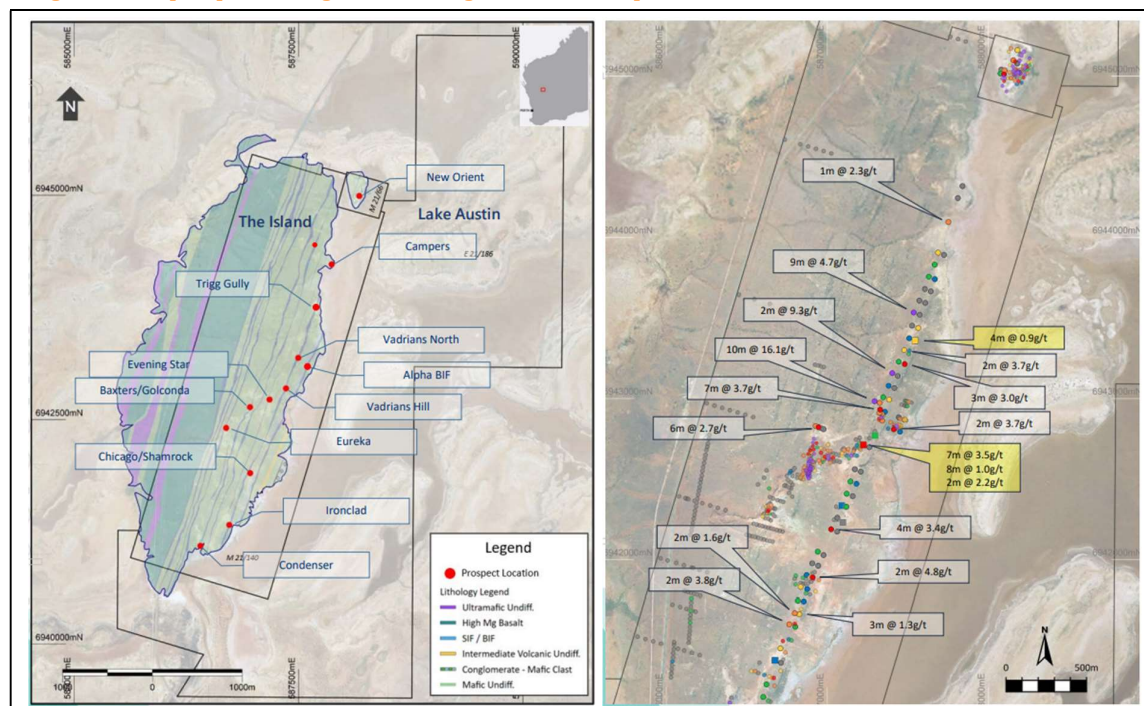 585000mE
587500mE
590000mE
N
New Orient
M 21/66
6945000mN
The Island
Lake Austin
E 21/186
Campers
Trigg Gully
Vadrians North
Evening Star
Alpha BIF
Baxters/Golconda
Vadrians Hill
6942500mN
Eureka
Chicago/Shamrock
Ironclad
M 21/140
Condenser
6940000mN
1000
0
1000m
587500mE
Legend
Prospect Location
Lithology Legend
Ultramafic Undiff.
High Mg Basalt
SIF / BIF
Intermediate Volcanic Undiff.
Conglomerate - Mafic Clast
Mafic Undiff.
6945000mN
6945000mN
1m @ 2.3g/t
6944000mN
6944000mN
9m @ 4.7g/t
2m @ 9.3g/t
4m @ 0.9g/t
10m @ 16.1g/t
2m @ 3.7g/t
7m @ 3.7g/t
3m @ 3.0g/t
6943000mN
6943000mN
6m @ 2.7g/t
2m @ 3.7g/t
7m @ 3.5g/t
8m @ 1.0g/t
2m @ 2.2g/t
4m @ 3.4g/t
2m @ 1.6g/t
6942000mN
6942000mN
2m @ 3.8g/t
2m @ 4.8g/t
3m @ 1.3g/t
N
0
500m